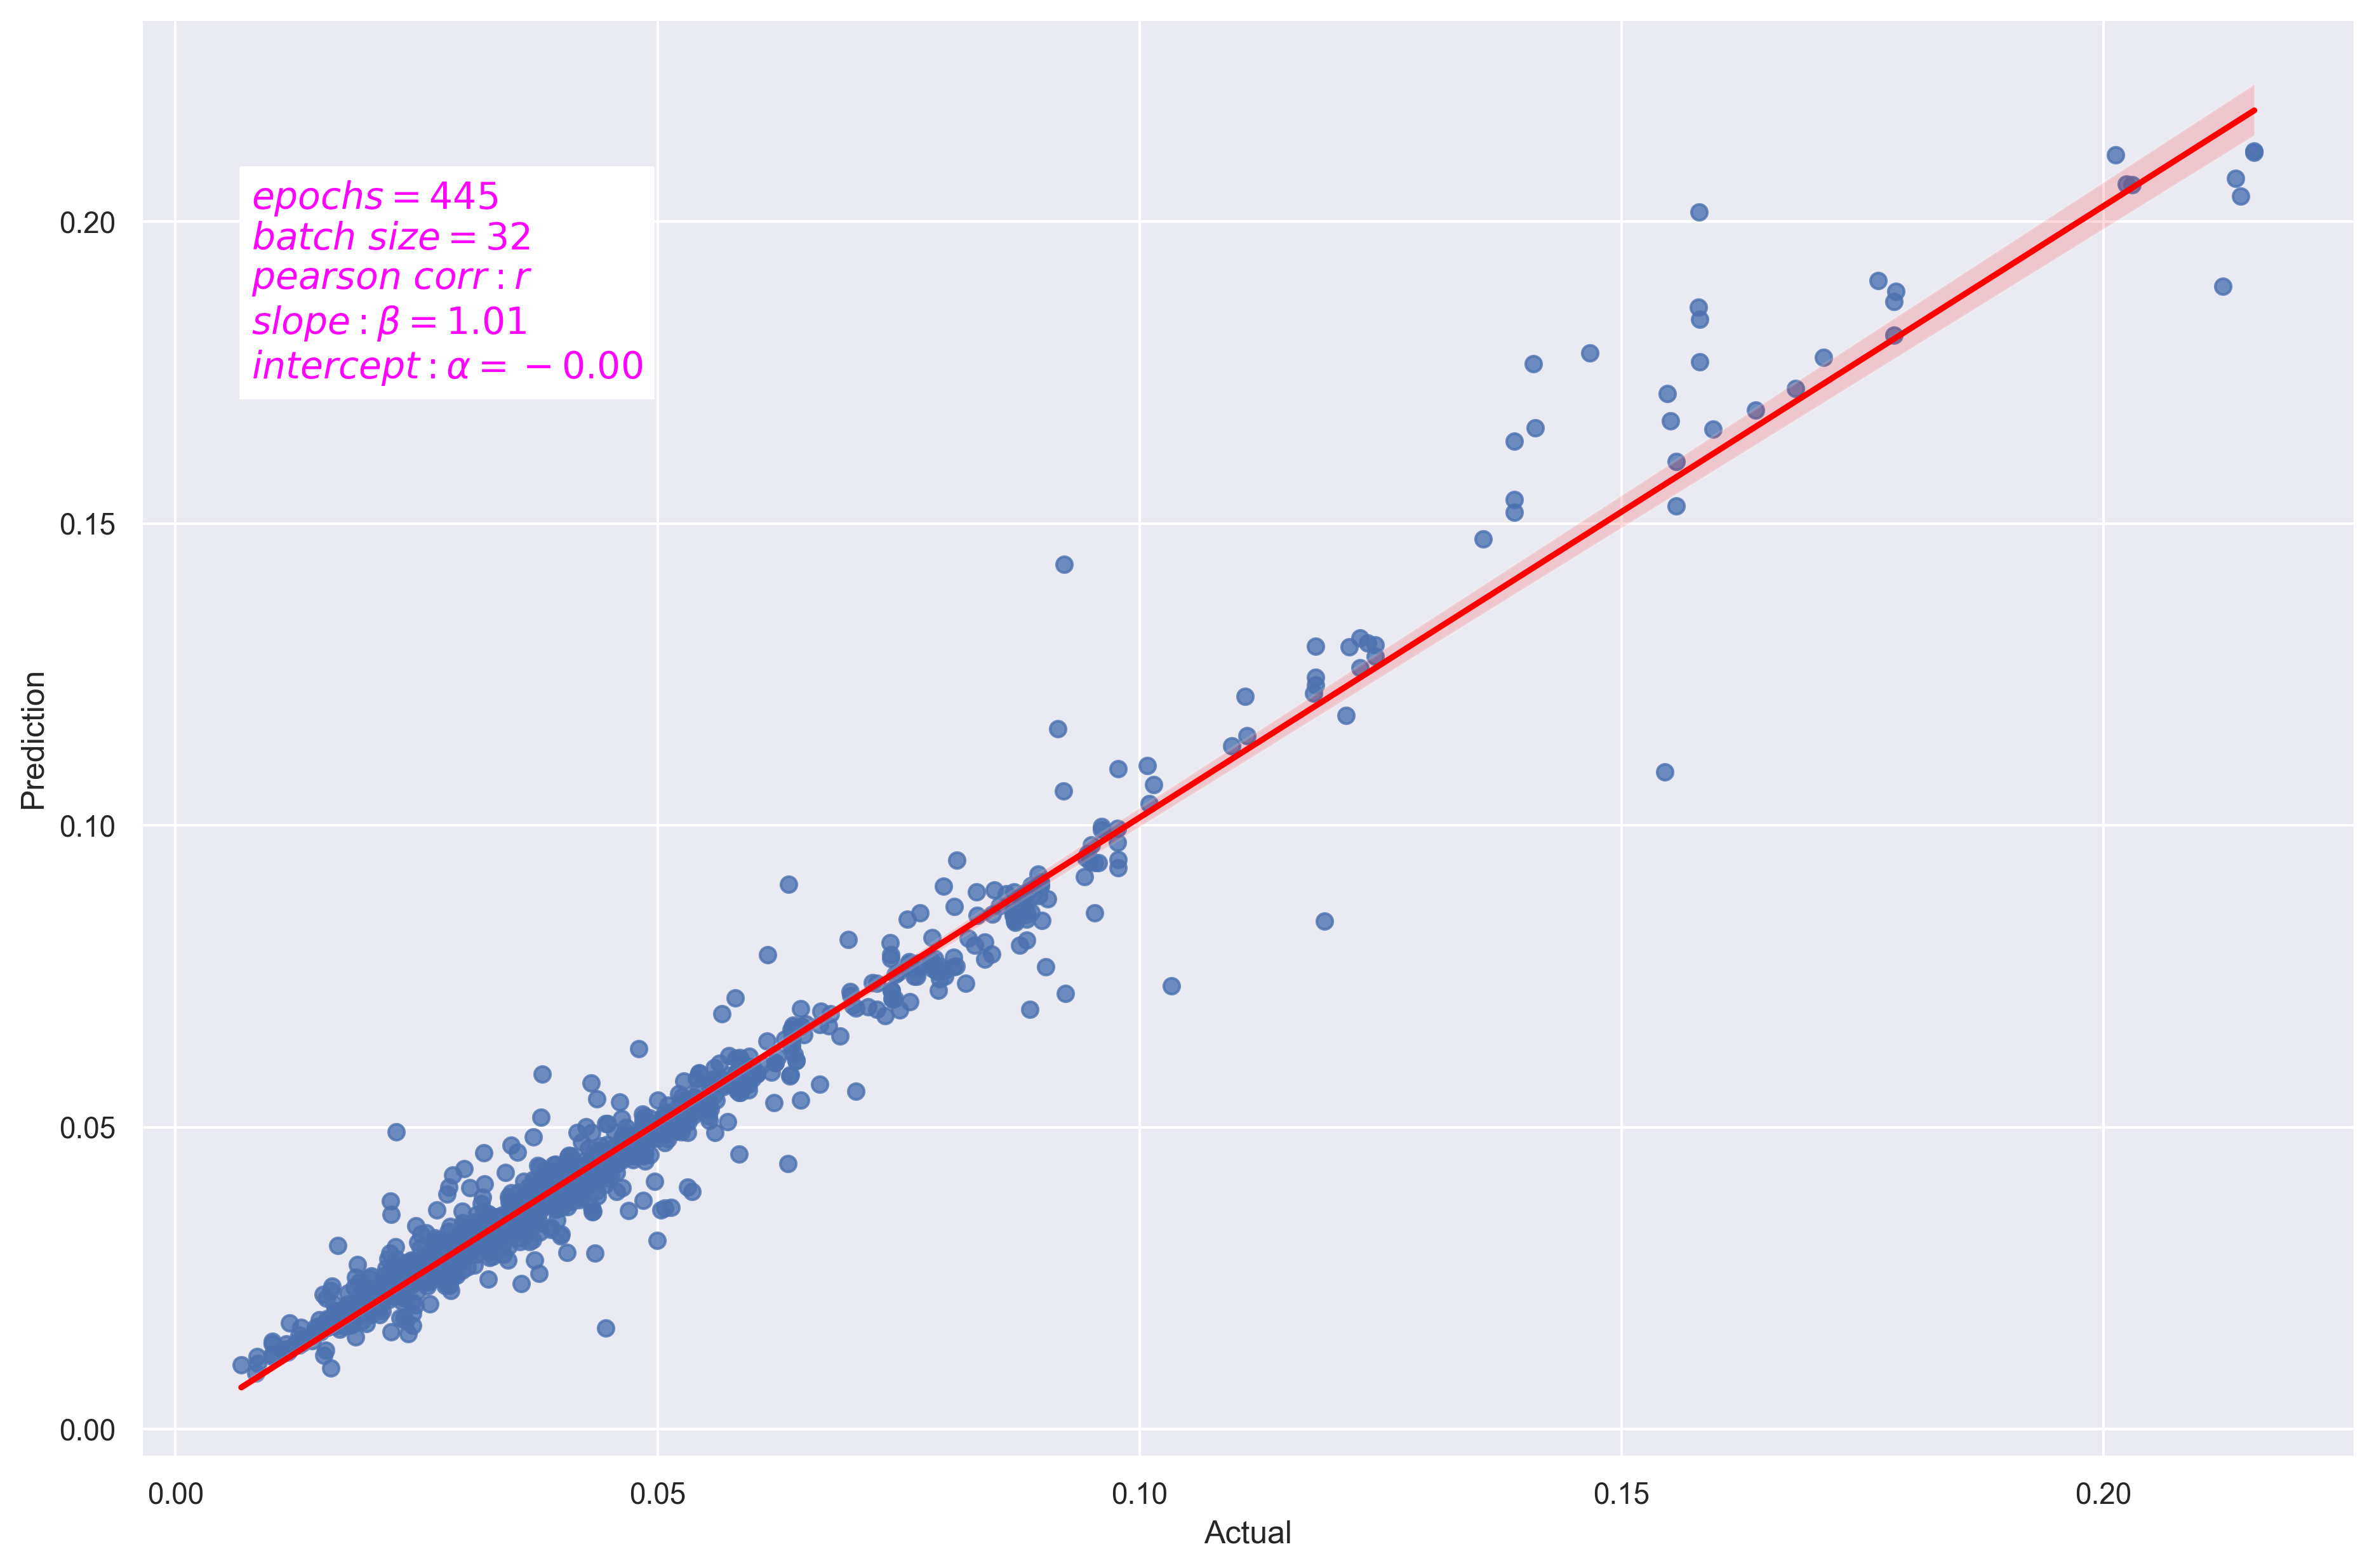 epochs = 445
batch size = 32
pearson corr : r
slope : β = 1.01
intercept : α = − 0.00
0.20
0.15
0.10
0.05
0.00
Prediction
0.00 0.05 0.10 0.15 0.20
Actual